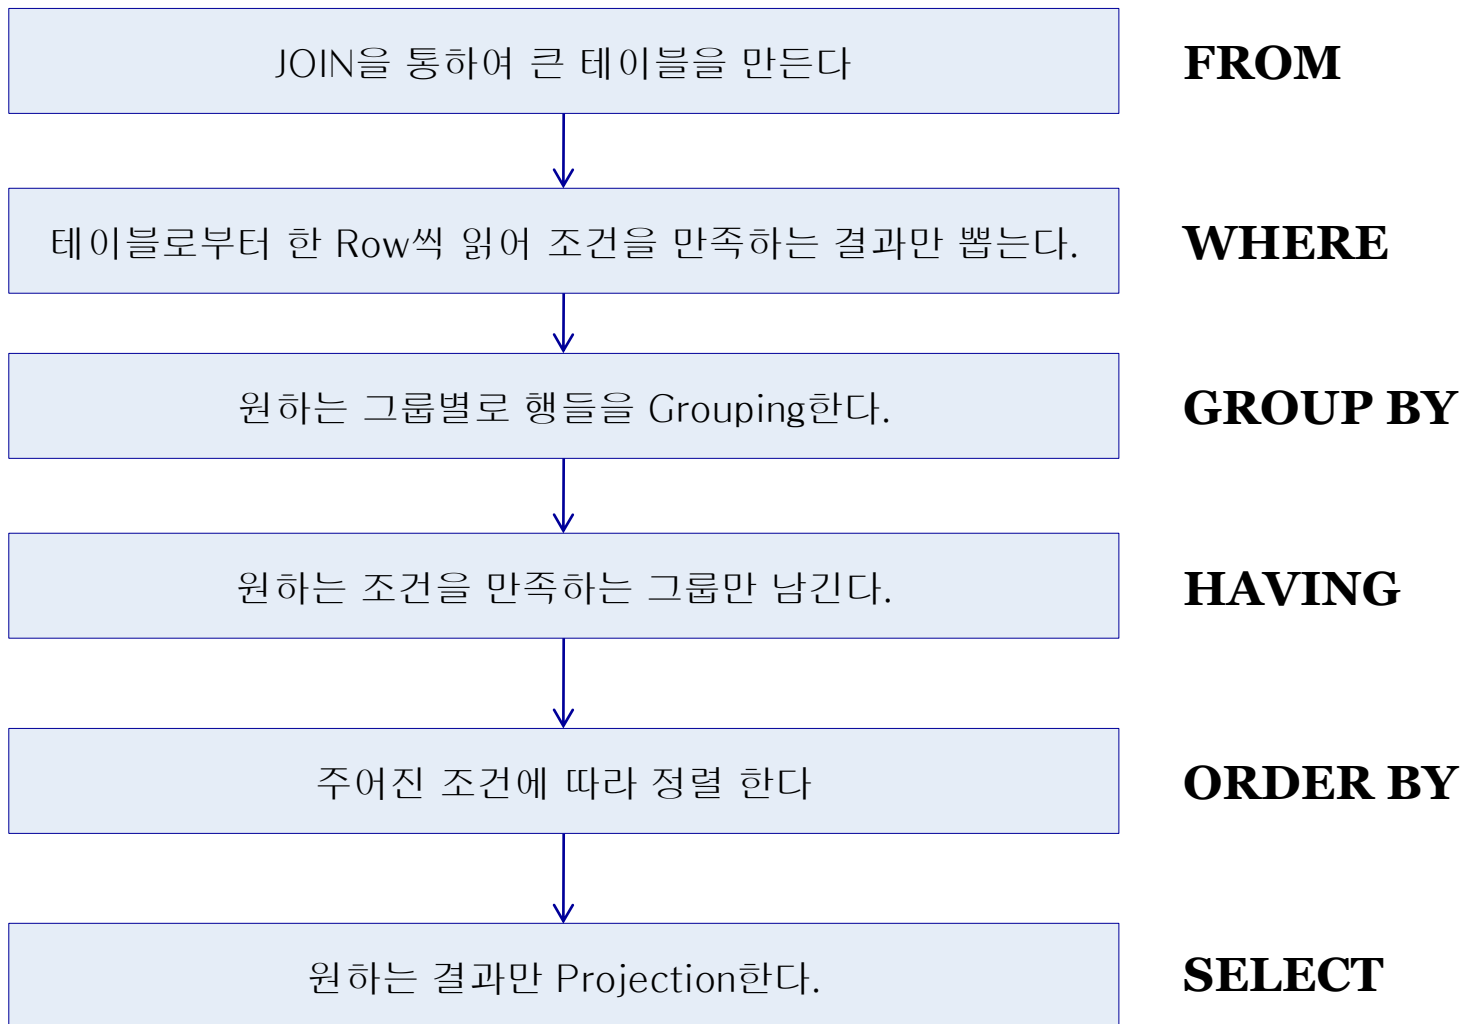 JOIN을 통하여 큰 테이블을 만든다
FROM
테이블로부터 한 Row씩 읽어 조건을 만족하는 결과만 뽑는다.
WHERE
원하는 그룹별로 행들을 Grouping한다.
GROUP BY
원하는 조건을 만족하는 그룹만 남긴다.
HAVING
주어진 조건에 따라 정렬 한다
ORDER BY
원하는 결과만 Projection한다.
SELECT